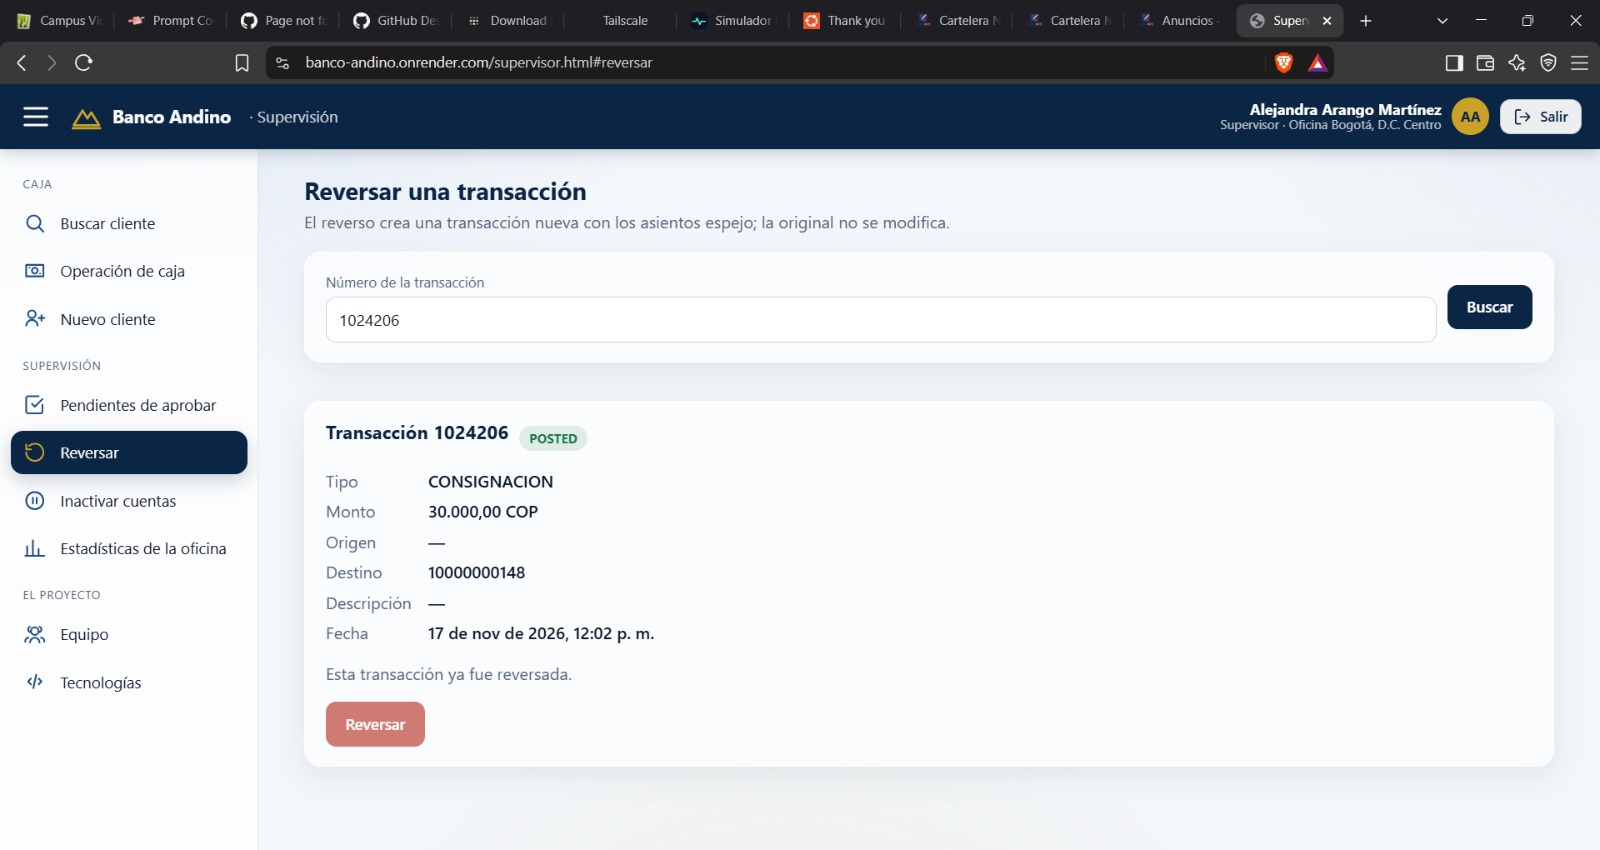 Campus Vi
Prompt Co
Page not fo
GitHub De
Download
Tailscale
Simulador
Thank you
Cartelera N
Cartelera N
Anuncios
Superv
banco-andino.onrender.com/supervisor.html#reversar
Banco Andino · Supervisión
Alejandra Arango Martínez
Supervisor · Oficina Bogotá, D.C. Centro
AA
Salir
CAJA
Buscar cliente
Operación de caja
Nuevo cliente
SUPERVISIÓN
Pendientes de aprobar
Reversar
Inactivar cuentas
Estadísticas de la oficina
EL PROYECTO
Equipo
Tecnologías
Reversar una transacción
El reverso crea una transacción nueva con los asientos espejo; la original no se modifica.
Número de la transacción
1024206
Buscar
Transacción 1024206 POSTED
Tipo CONSIGNACION
Monto 30.000,00 COP
Origen —
Destino 10000000148
Descripción —
Fecha 17 de nov de 2026, 12:02 p. m.
Esta transacción ya fue reversada.
Reversar